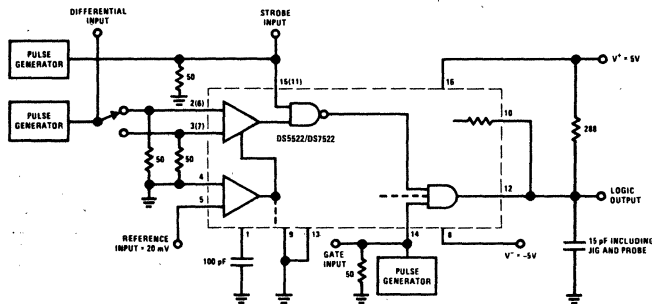 DIFFERENTIAL
INPUT
STROBE
INPUT
PULSE
GENERATOR
50
15(11)
16
V+ = 5V
PULSE
GENERATOR
2(6)
3(7)
DS5522/DS7522
10
288
50
50
4
5
12
LOGIC
OUTPUT
REFERENCE
INPUT = 20 mV
1
9
13
14
8
100 pF
GATE
INPUT
50
PULSE
GENERATOR
V− = −5V
15 pF INCLUDING
JIG AND PROBE